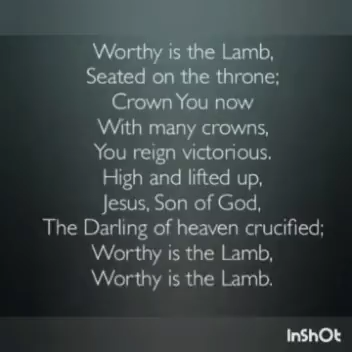 Worthy is the Lamb,
Seated on the throne;
Crown You now
With many crowns,
You reign victorious.
High and lifted up,
Jesus, Son of God,
The Darling of heaven crucified;
Worthy is the Lamb,
Worthy is the Lamb.
InShOt